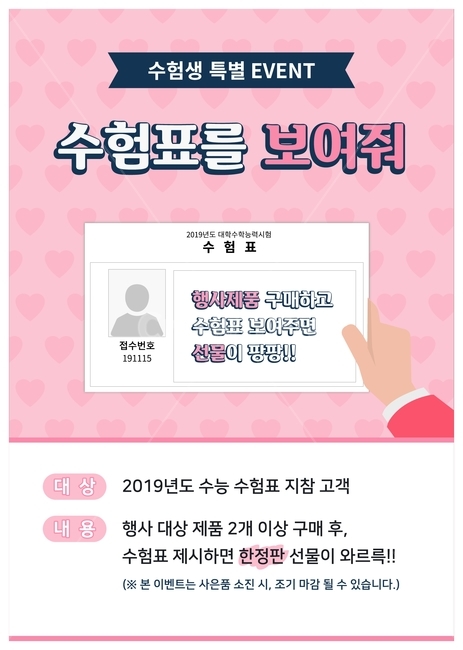 수험생 특별 EVENT
수험표를 보여줘
2019년도 대학수학능력시험
수 험 표
행사제품 구매하고
수험표 보여주면
선물이 팡팡!!
접수번호
191115
대 상
2019년도 수능 수험표 지참 고객
내 용
행사 대상 제품 2개 이상 구매 후,
수험표 제시하면 한정판 선물이 와르륵!!
(※ 본 이벤트는 사은품 소진 시, 조기 마감 될 수 있습니다.)